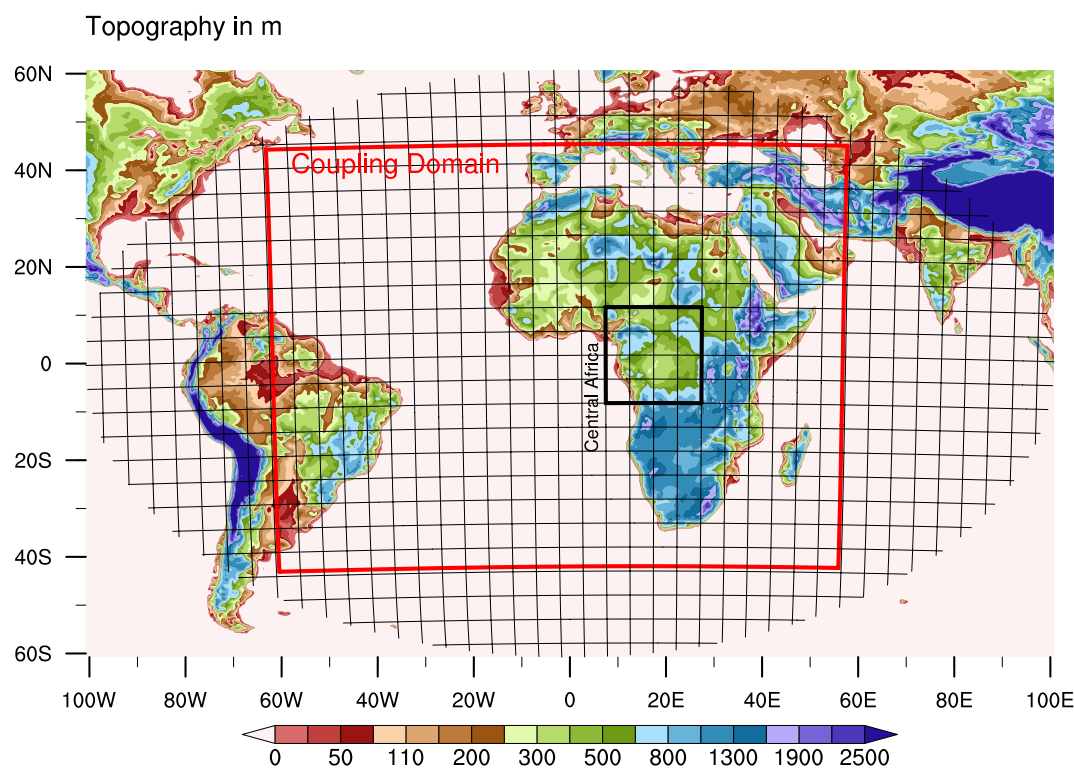 Topography in m
60N
40N
20N
0
20S
40S
60S
Coupling Domain
Central Africa
100W 80W 60W 40W 20W 0 20E 40E 60E 80E 100E
0 50 110 200 300 500 800 1300 1900 2500